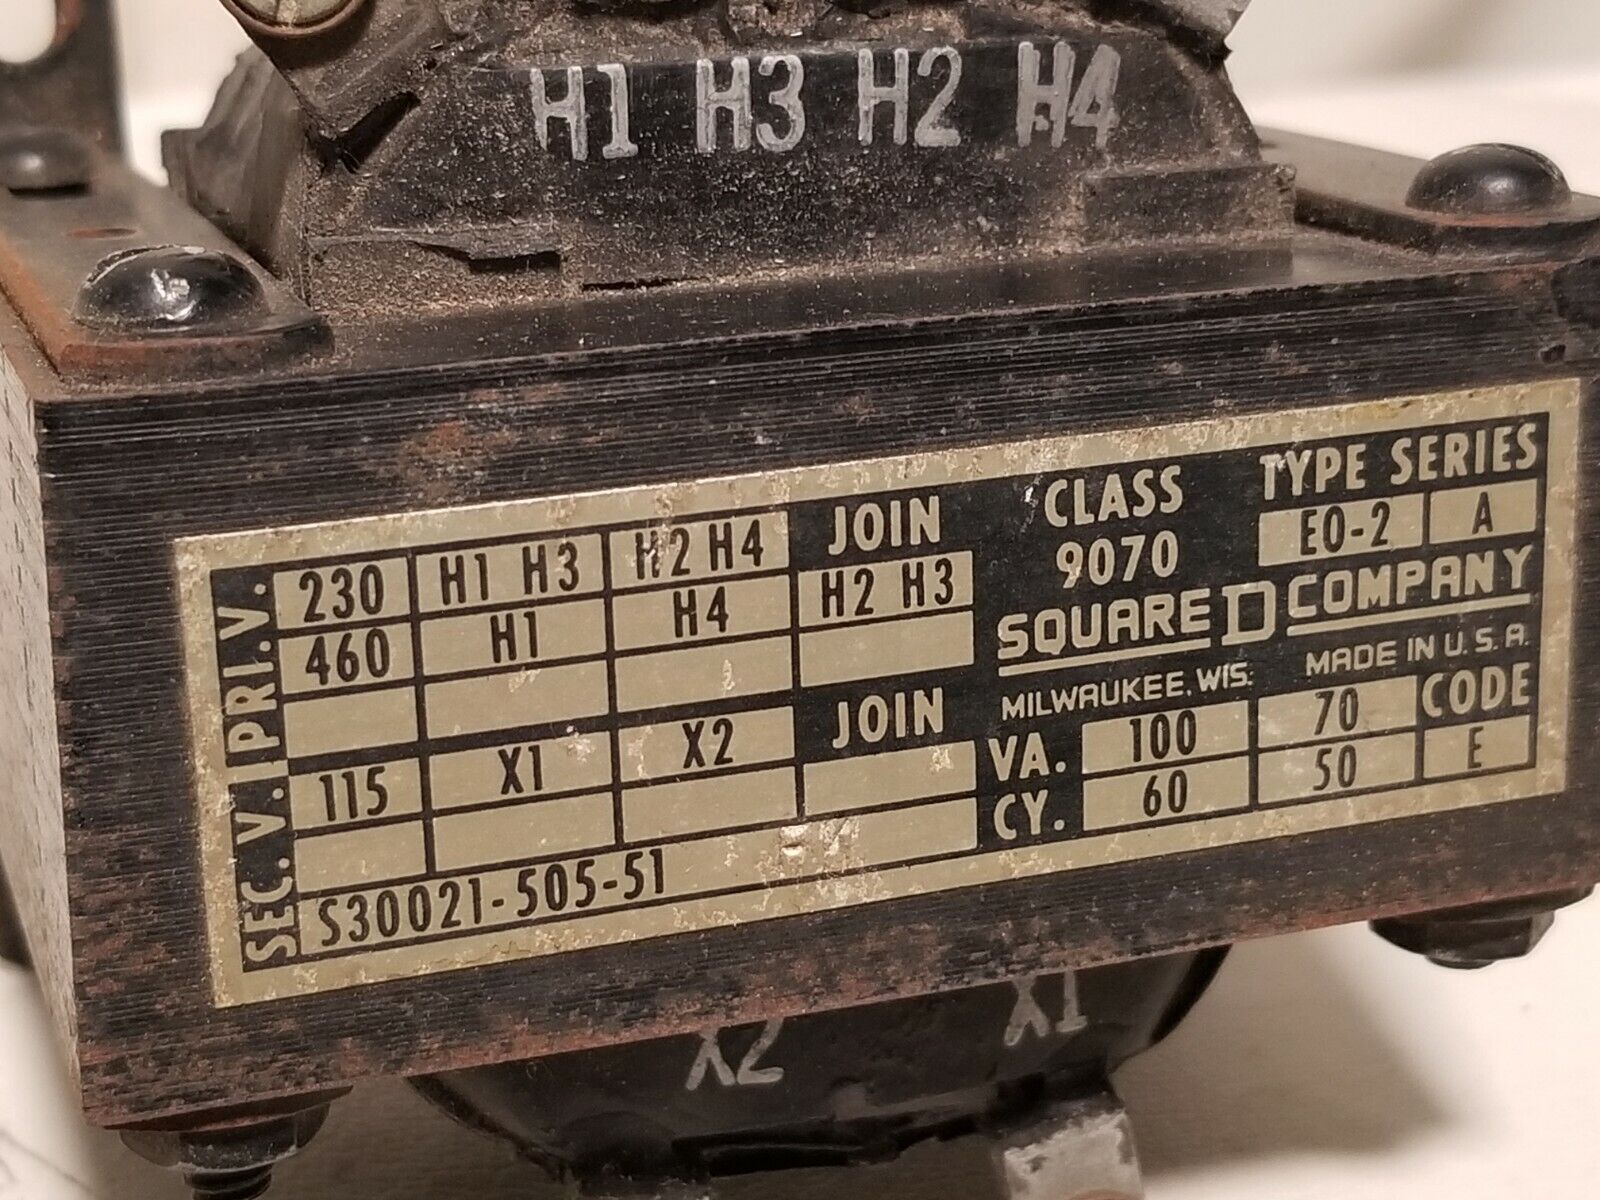 H1 H3 H2 H4
PRI.V. 230 H1 H3 H2 H4 JOIN
460 H1 H4 H2 H3
SEC.V. 115 X1 X2 JOIN
S30021-505-51
CLASS
9070
TYPE SERIES
EO-2 A
SQUARE D COMPANY
MILWAUKEE, WIS. MADE IN U.S.A.
VA. 100 70 CODE
CY. 60 50 E
X2 X1